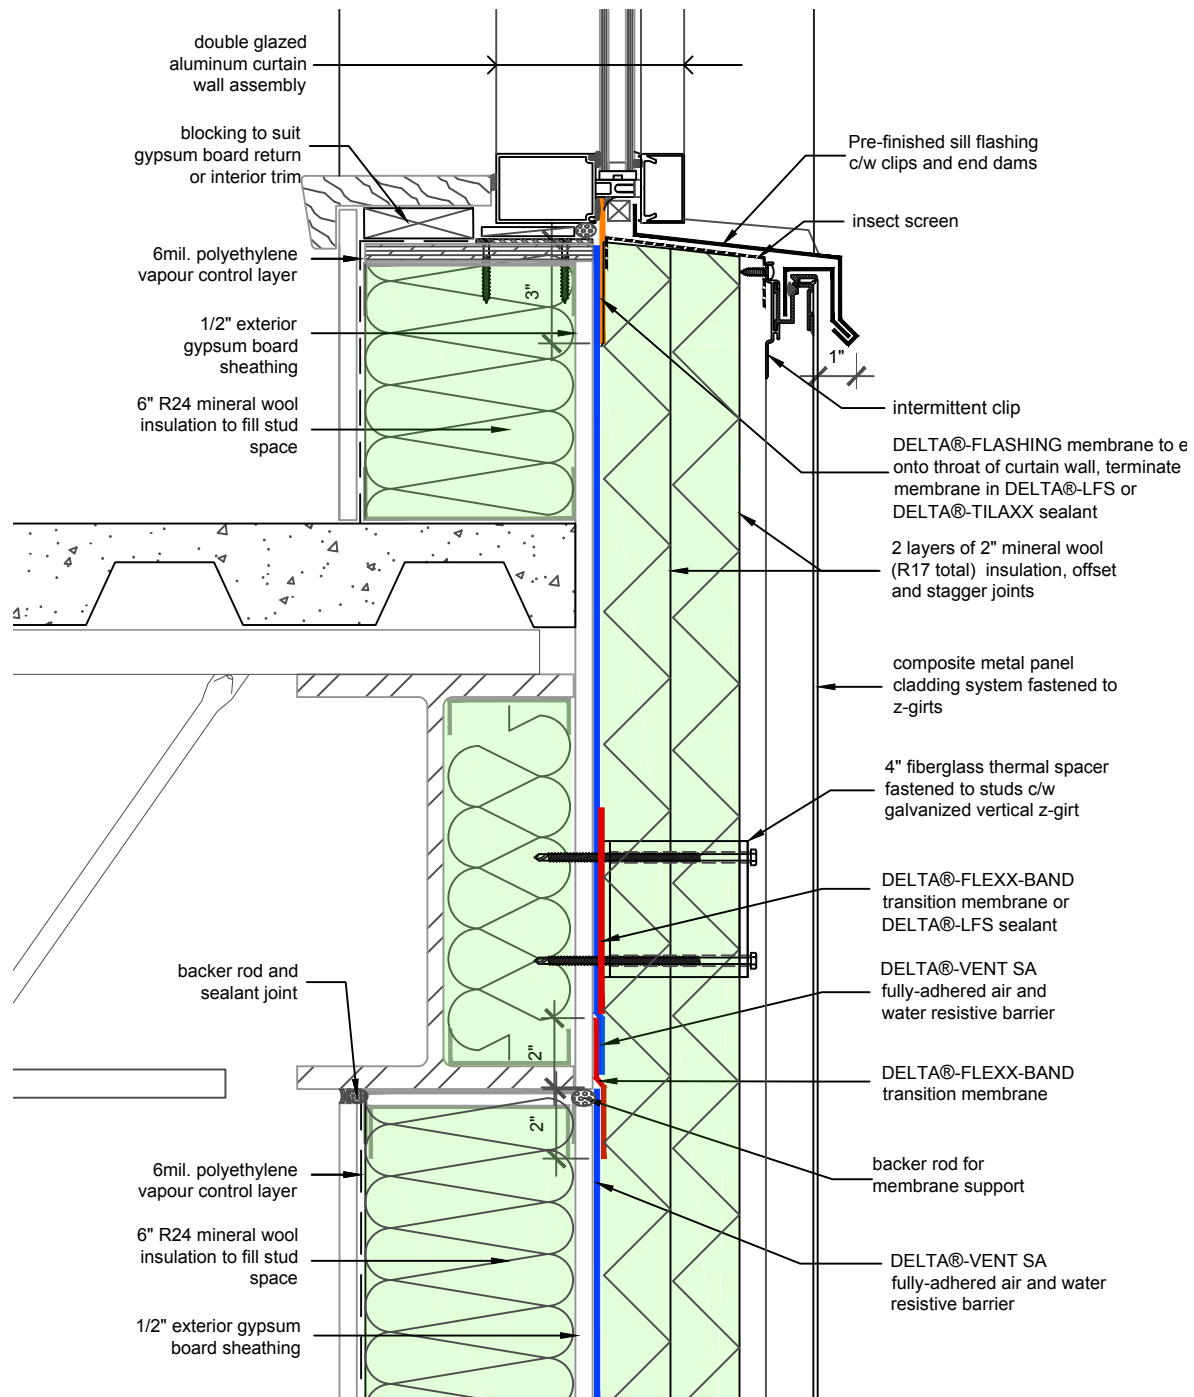 double glazed
aluminum curtain
wall assembly
blocking to suit
gypsum board return
or interior trim
6mil. polyethylene
vapour control layer
1/2" exterior
gypsum board
sheathing
6" R24 mineral wool
insulation to fill stud
space
backer rod and
sealant joint
6mil. polyethylene
vapour control layer
6" R24 mineral wool
insulation to fill stud
space
1/2" exterior gypsum
board sheathing
3"
2"
2"
1"
Pre-finished sill flashing
c/w clips and end dams
insect screen
intermittent clip
DELTA®-FLASHING membrane to e
onto throat of curtain wall, terminate
membrane in DELTA®-LFS or
DELTA®-TILAXX sealant
2 layers of 2" mineral wool
(R17 total) insulation, offset
and stagger joints
composite metal panel
cladding system fastened to
z-girts
4" fiberglass thermal spacer
fastened to studs c/w
galvanized vertical z-girt
DELTA®-FLEXX-BAND
transition membrane or
DELTA®-LFS sealant
DELTA®-VENT SA
fully-adhered air and
water resistive barrier
DELTA®-FLEXX-BAND
transition membrane
backer rod for
membrane support
DELTA®-VENT SA
fully-adhered air and water
resistive barrier